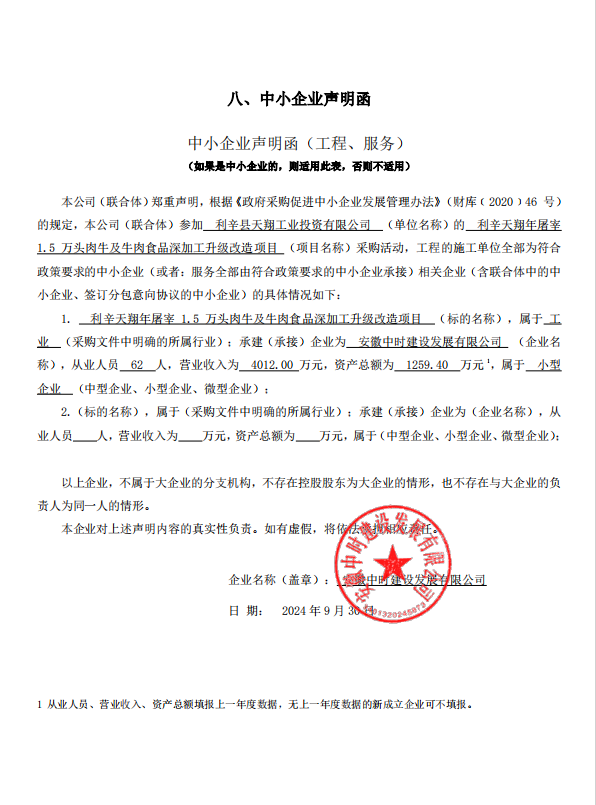 八、中小企业声明函
中小企业声明函（工程、服务）
（如果是中小企业的，则适用此表，否则不适用）
本公司（联合体）郑重声明，根据《政府采购促进中小企业发展管理办法》（财库﹝2020﹞46 号）
的规定，本公司（联合体）参加 利辛县天翔工业投资有限公司 （单位名称）的 利辛天翔年屠宰
1.5 万头肉牛及牛肉食品深加工升级改造项目 （项目名称）采购活动，工程的施工单位全部为符合
政策要求的中小企业（或者：服务全部由符合政策要求的中小企业承接）相关企业（含联合体中的中
小企业、签订分包意向协议的中小企业）的具体情况如下：
1. 利辛天翔年屠宰 1.5 万头肉牛及牛肉食品深加工升级改造项目 （标的名称），属于 工
业 （采购文件中明确的所属行业）；承建（承接）企业为 安徽中时建设发展有限公司 （企业名
称），从业人员 62 人，营业收入为 4012.00 万元，资产总额为 1259.40 万元¹，属于 小型
企业 （中型企业、小型企业、微型企业）；
2.（标的名称），属于（采购文件中明确的所属行业）；承建（承接）企业为（企业名称），从
业人员____人，营业收入为____万元，资产总额为____万元，属于（中型企业、小型企业、微型企业）；
以上企业，不属于大企业的分支机构，不存在控股股东为大企业的情形，也不存在与大企业的负
责人为同一人的情形。
本企业对上述声明内容的真实性负责。如有虚假，将依法承担相应责任。
企业名称（盖章）： 安徽中时建设发展有限公司
安徽中时建设发展有限公司
日 期： 2024 年 9 月 30 日
1 从业人员、营业收入、资产总额填报上一年度数据，无上一年度数据的新成立企业可不填报。